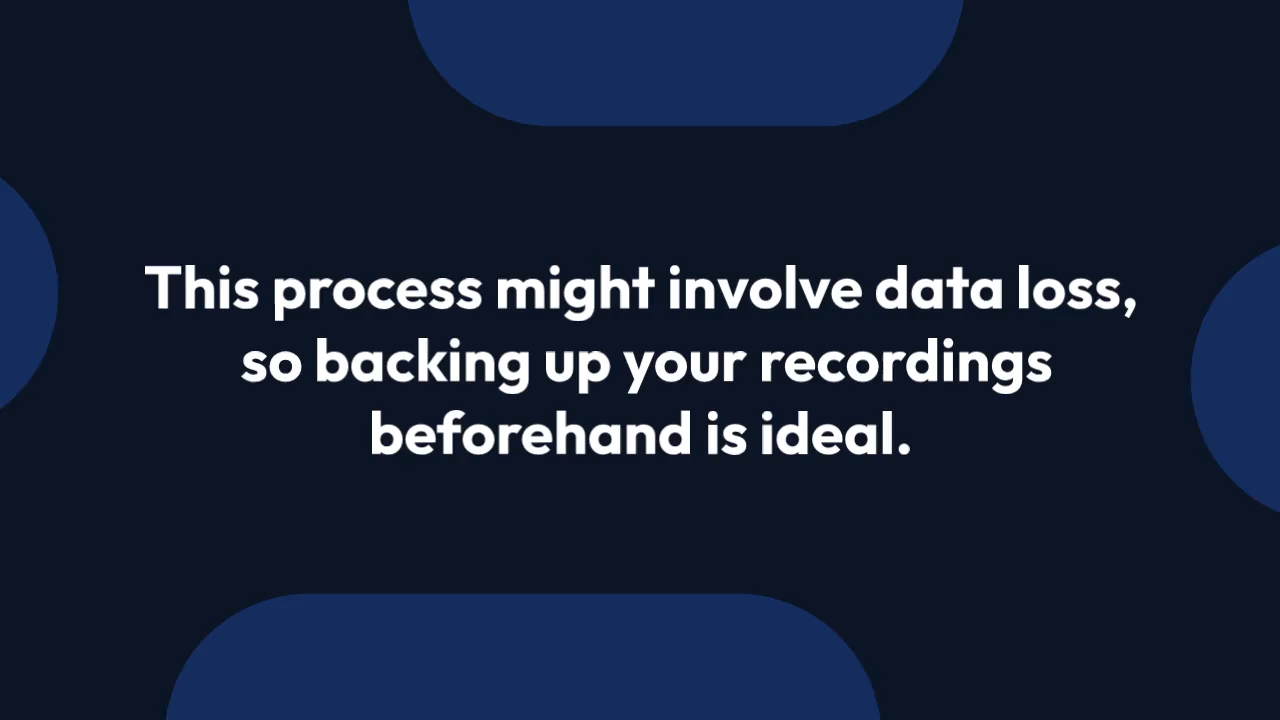 This process might involve data loss,
so backing up your recordings
beforehand is ideal.